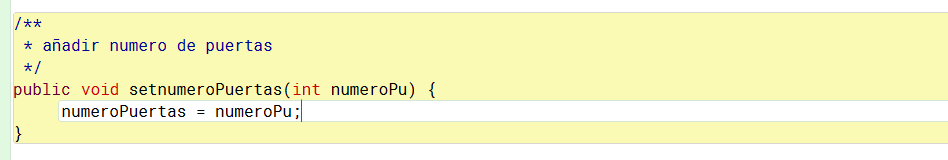 /**
 * añadir numero de puertas
 */
public void setnumeroPuertas(int numeroPu) {
     numeroPuertas = numeroPu;
}